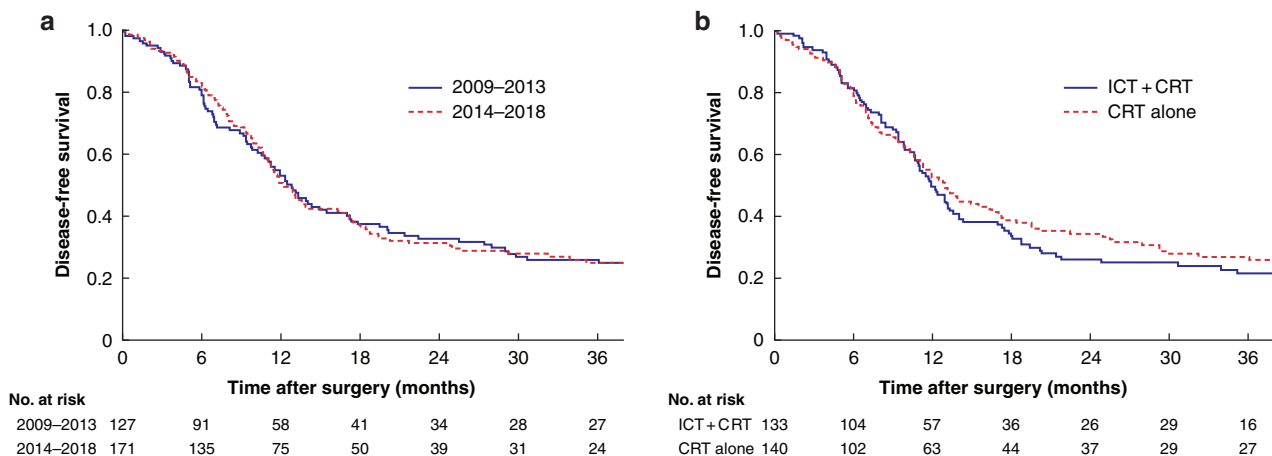 a
1.0
0.8
0.6
0.4
0.2
0
Disease-free survival
2009–2013
2014–2018
0 6 12 18 24 30 36
Time after surgery (months)
No. at risk
2009–2013 127 91 58 41 34 28 27
2014–2018 171 135 75 50 39 31 24
b
1.0
0.8
0.6
0.4
0.2
0
Disease-free survival
ICT + CRT
CRT alone
0 6 12 18 24 30 36
Time after surgery (months)
No. at risk
ICT + CRT 133 104 57 36 26 29 16
CRT alone 140 102 63 44 37 29 27